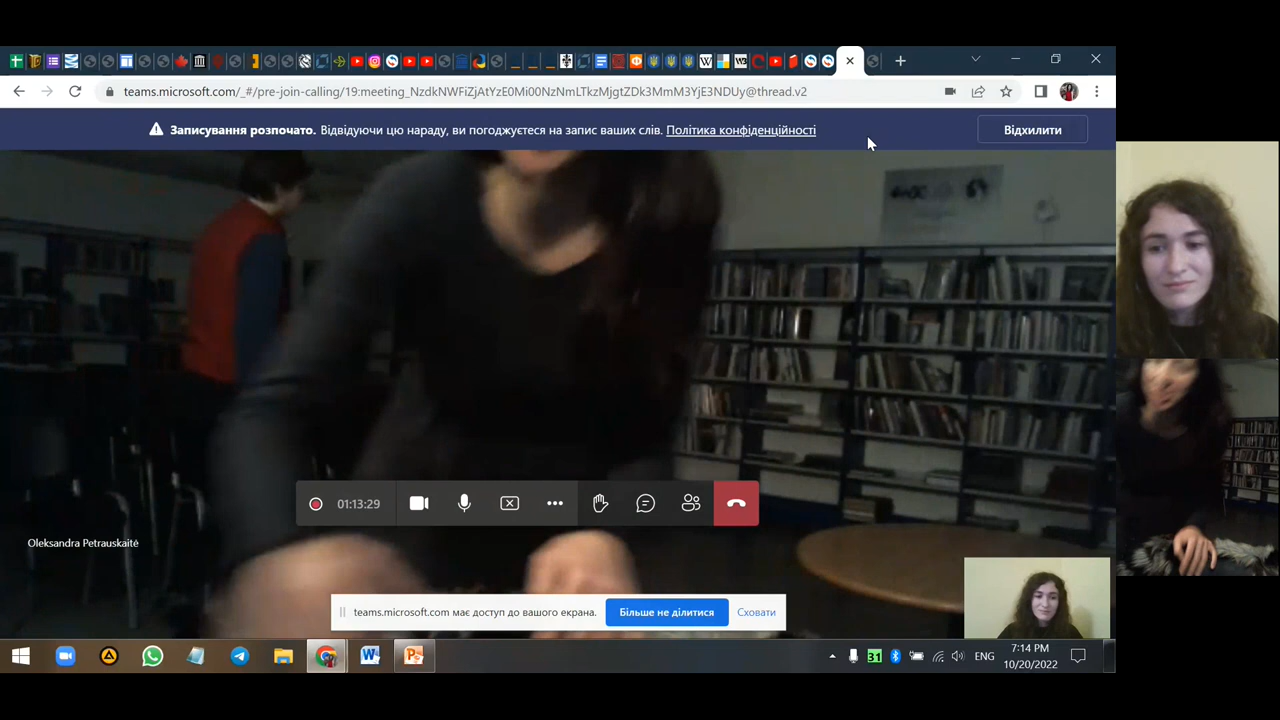 teams.microsoft.com/_#/pre-join-calling/19:meeting_NzdkNWFiZjAtYzE0Mi00NzNmLTkzMjgtZDk3MmM3YjE3NDUy@thread.v2
Записування розпочато. Відвідуючи цю нараду, ви погоджуєтеся на запис ваших слів. Політика конфіденційності
Відхилити
01:13:29
Oleksandra Petrauskaitė
teams.microsoft.com має доступ до вашого екрана.
Більше не ділитися
Сховати
31
ENG
7:14 PM
10/20/2022